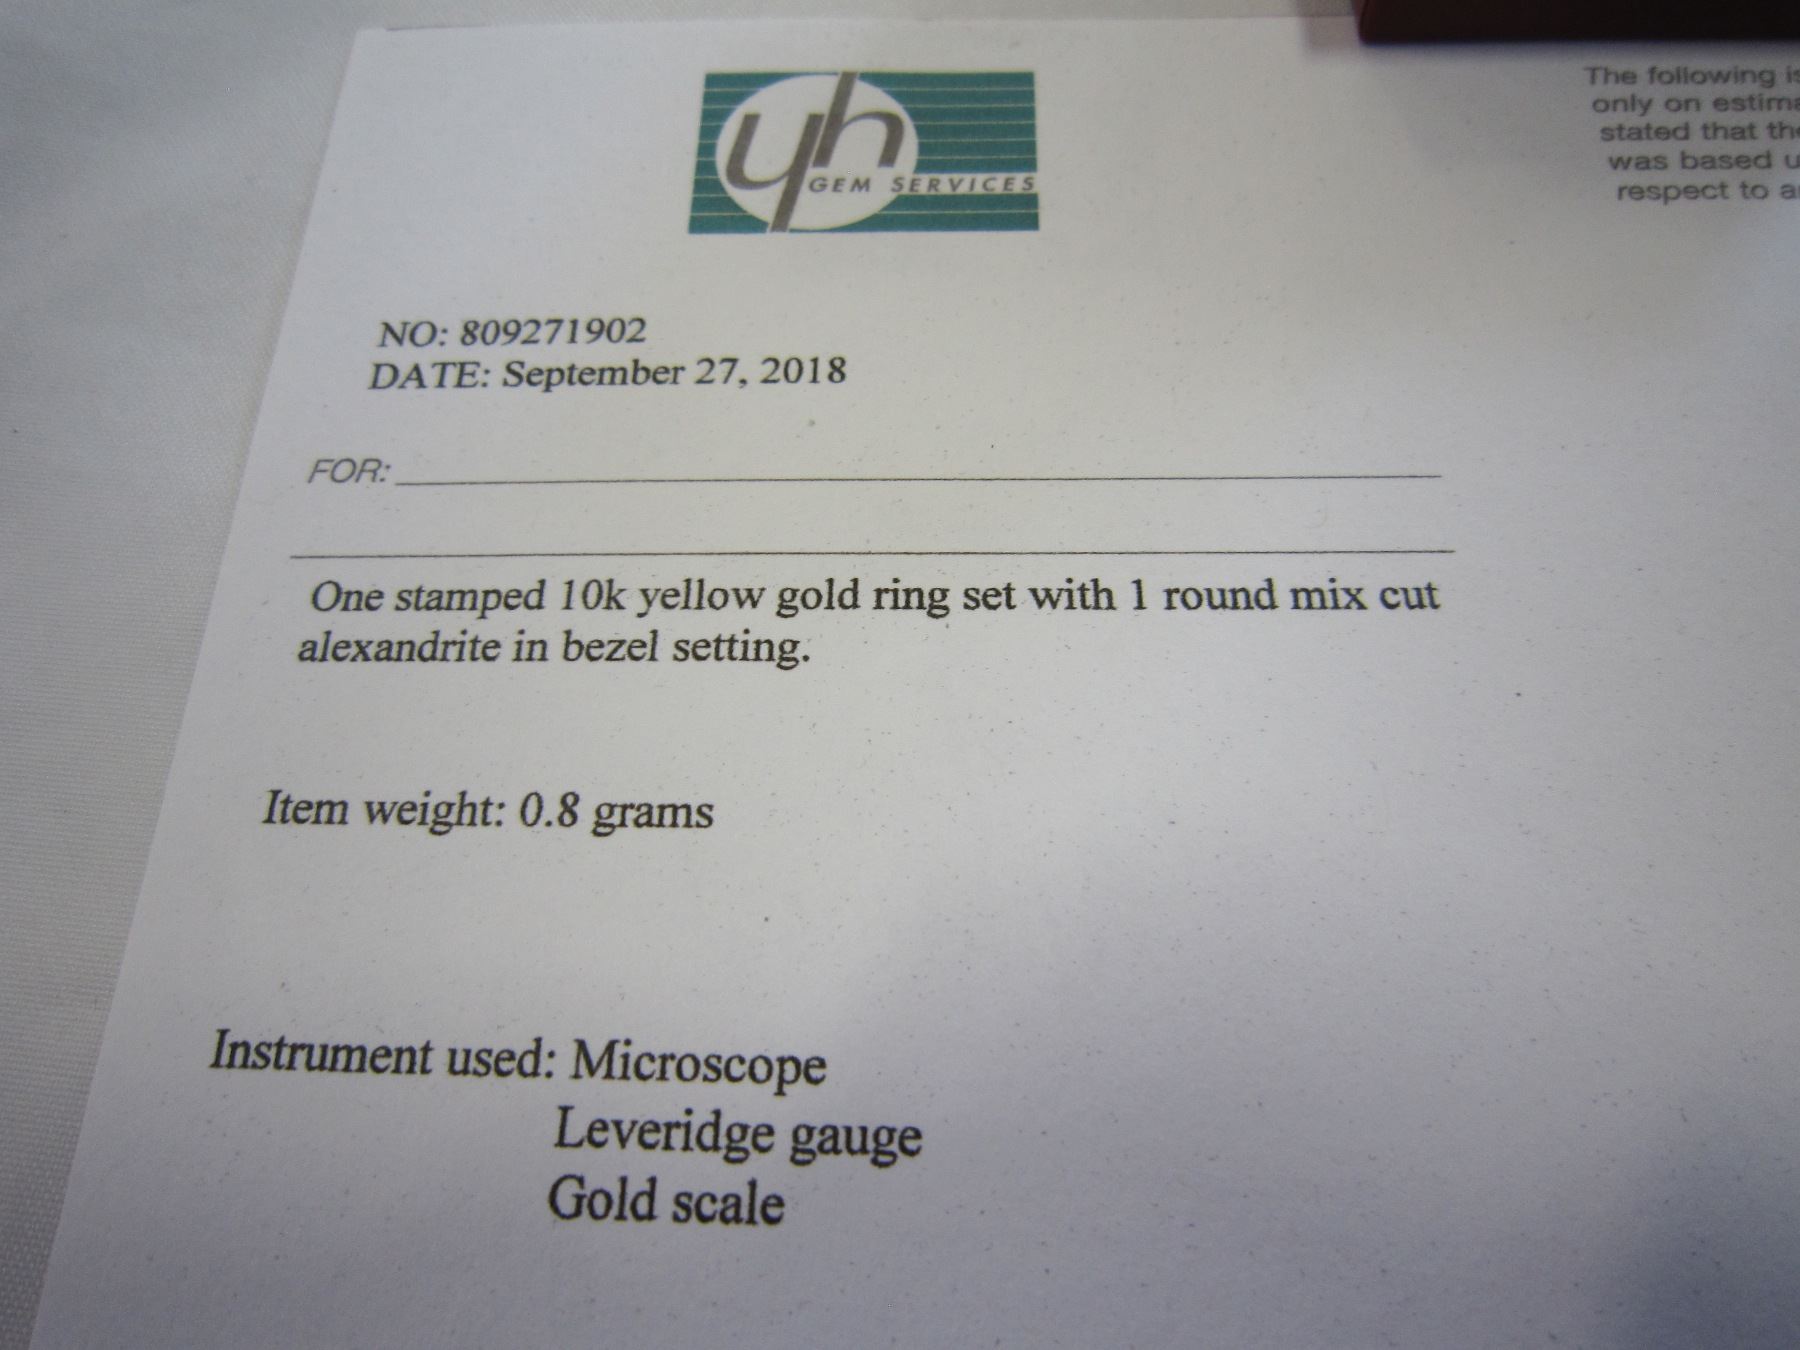 yh
GEM SERVICES
The following is
only on estim
stated that the
was based u
respect to a
NO: 809271902
DATE: September 27, 2018
FOR:
One stamped 10k yellow gold ring set with 1 round mix cut
alexandrite in bezel setting.
Item weight: 0.8 grams
Instrument used: Microscope
Leveridge gauge
Gold scale